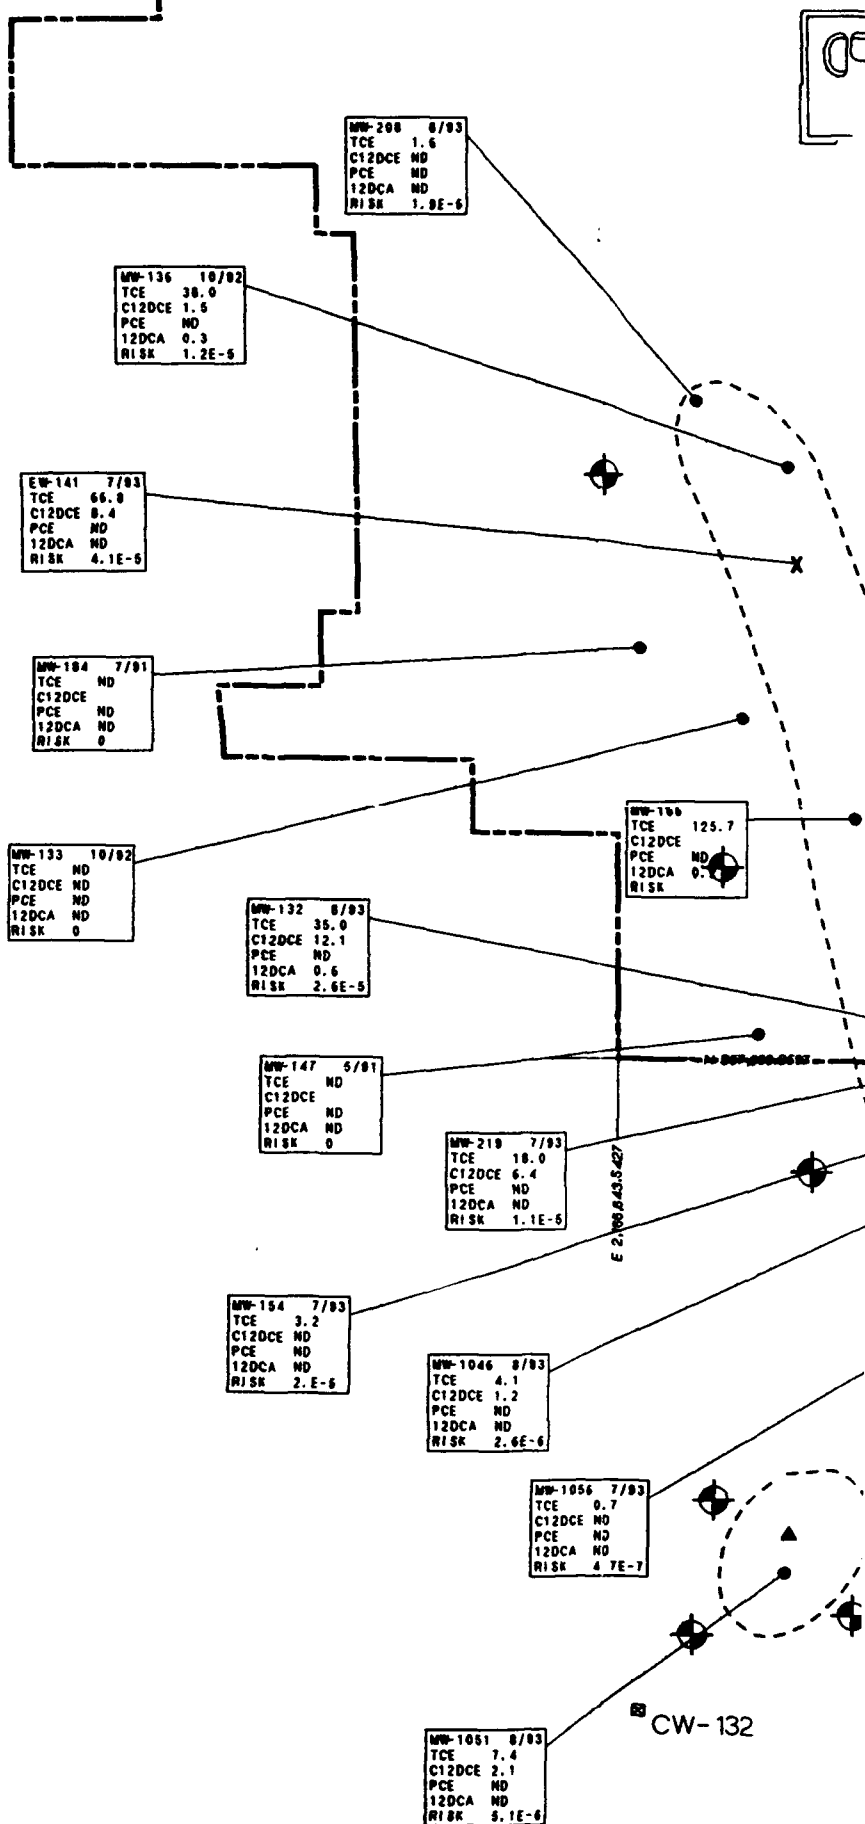 MW-208 6/93
TCE 1.6
C12DCE ND
PCE ND
12DCA ND
RISK 1.9E-6
MW-136 10/92
TCE 38.0
C12DCE 1.5
PCE ND
12DCA 0.3
RISK 1.2E-5
EW-141 7/93
TCE 66.8
C12DCE 8.4
PCE ND
12DCA ND
RISK 4.1E-5
MW-184 7/91
TCE ND
C12DCE
PCE ND
12DCA ND
RISK 0
MW-166
TCE 125.7
C12DCE
PCE ND
12DCA
RISK
MW-133 10/92
TCE ND
C12DCE ND
PCE ND
12DCA ND
RISK 0
MW-132 6/93
TCE 35.0
C12DCE 12.1
PCE ND
12DCA 0.6
RISK 2.6E-5
MW-147 5/91
TCE ND
C12DCE
PCE ND
12DCA ND
RISK 0
MW-219 7/93
TCE 18.0
C12DCE 6.4
PCE ND
12DCA ND
RISK 1.1E-5
E 2,166,643.5427
MW-154 7/93
TCE 3.2
C12DCE ND
PCE ND
12DCA ND
RISK 2.E-6
MW-1046 8/93
TCE 4.1
C12DCE 1.2
PCE ND
12DCA ND
RISK 2.6E-6
MW-1056 7/93
TCE 0.7
C12DCE ND
PCE ND
12DCA ND
RISK 4.7E-7
CW-132
MW-1051 8/93
TCE 7.4
C12DCE 2.1
PCE ND
12DCA ND
RISK 5.1E-6